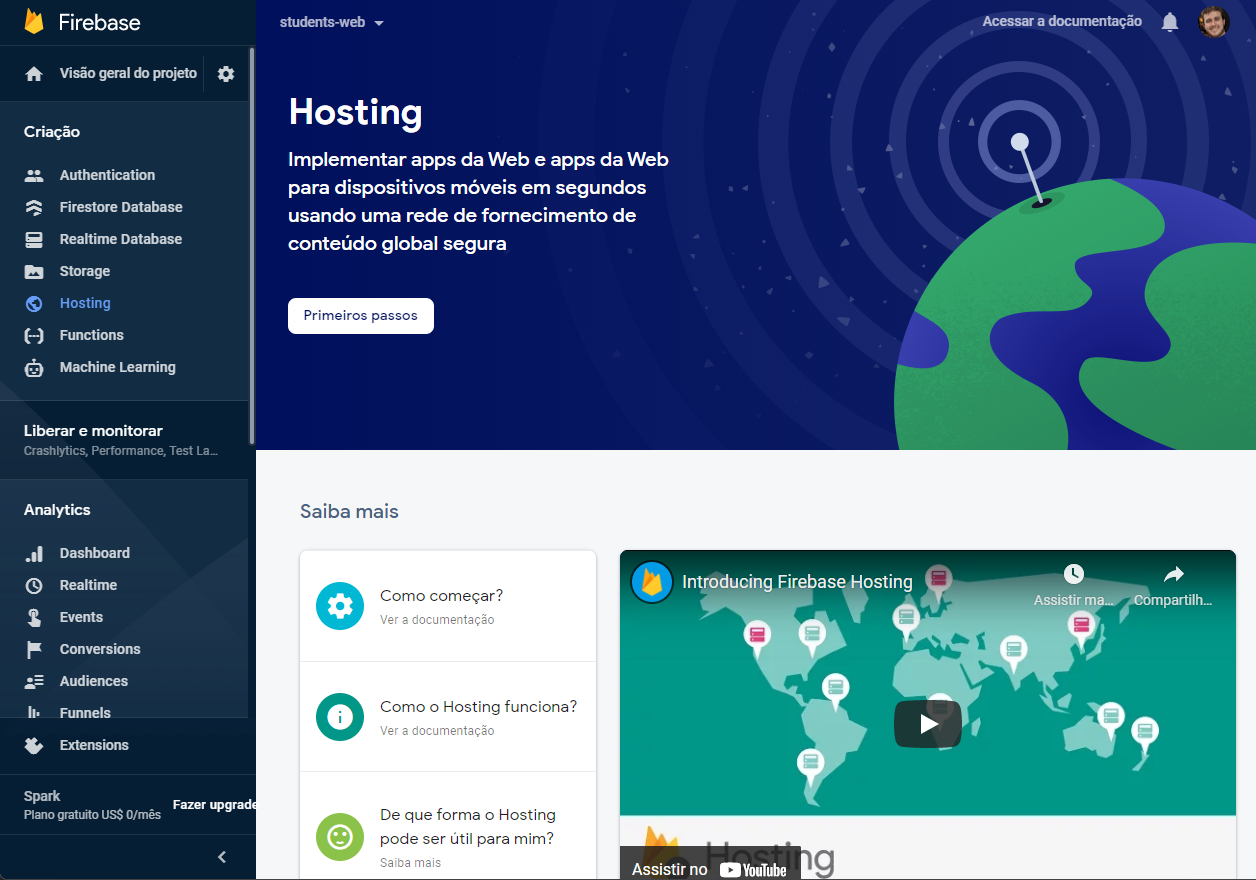 Firebase
students-web
Acessar a documentação
Visão geral do projeto
Criação
Authentication
Firestore Database
Realtime Database
Storage
Hosting
Functions
Machine Learning
Liberar e monitorar
Crashlytics, Performance, Test La...
Analytics
Dashboard
Realtime
Events
Conversions
Audiences
Funnels
Extensions
Spark
Plano gratuito US$ 0/mês
Fazer upgrade
Hosting
Implementar apps da Web e apps da Web
para dispositivos móveis em segundos
usando uma rede de fornecimento de
conteúdo global segura
Primeiros passos
Saiba mais
Como começar?
Ver a documentação
Como o Hosting funciona?
Ver a documentação
De que forma o Hosting
pode ser útil para mim?
Saiba mais
Introducing Firebase Hosting
Assistir ma...
Compartilh...
Hosting
Assistir no YouTube